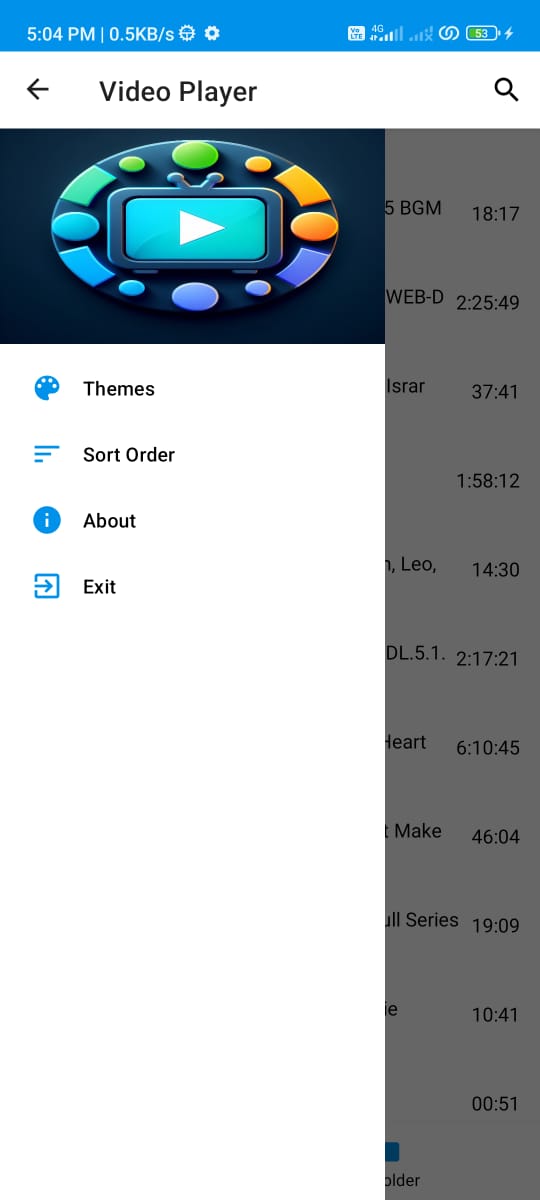 5:04 PM | 0.5KB/s
Vo LTE 4G 53
Video Player
5 BGM 18:17
WEB-D 2:25:49
Israr 37:41
Themes
Sort Order
1:58:12
About
, Leo, 14:30
Exit
DL.5.1. 2:17:21
Heart 6:10:45
t Make 46:04
ull Series 19:09
ie 10:41
00:51
older